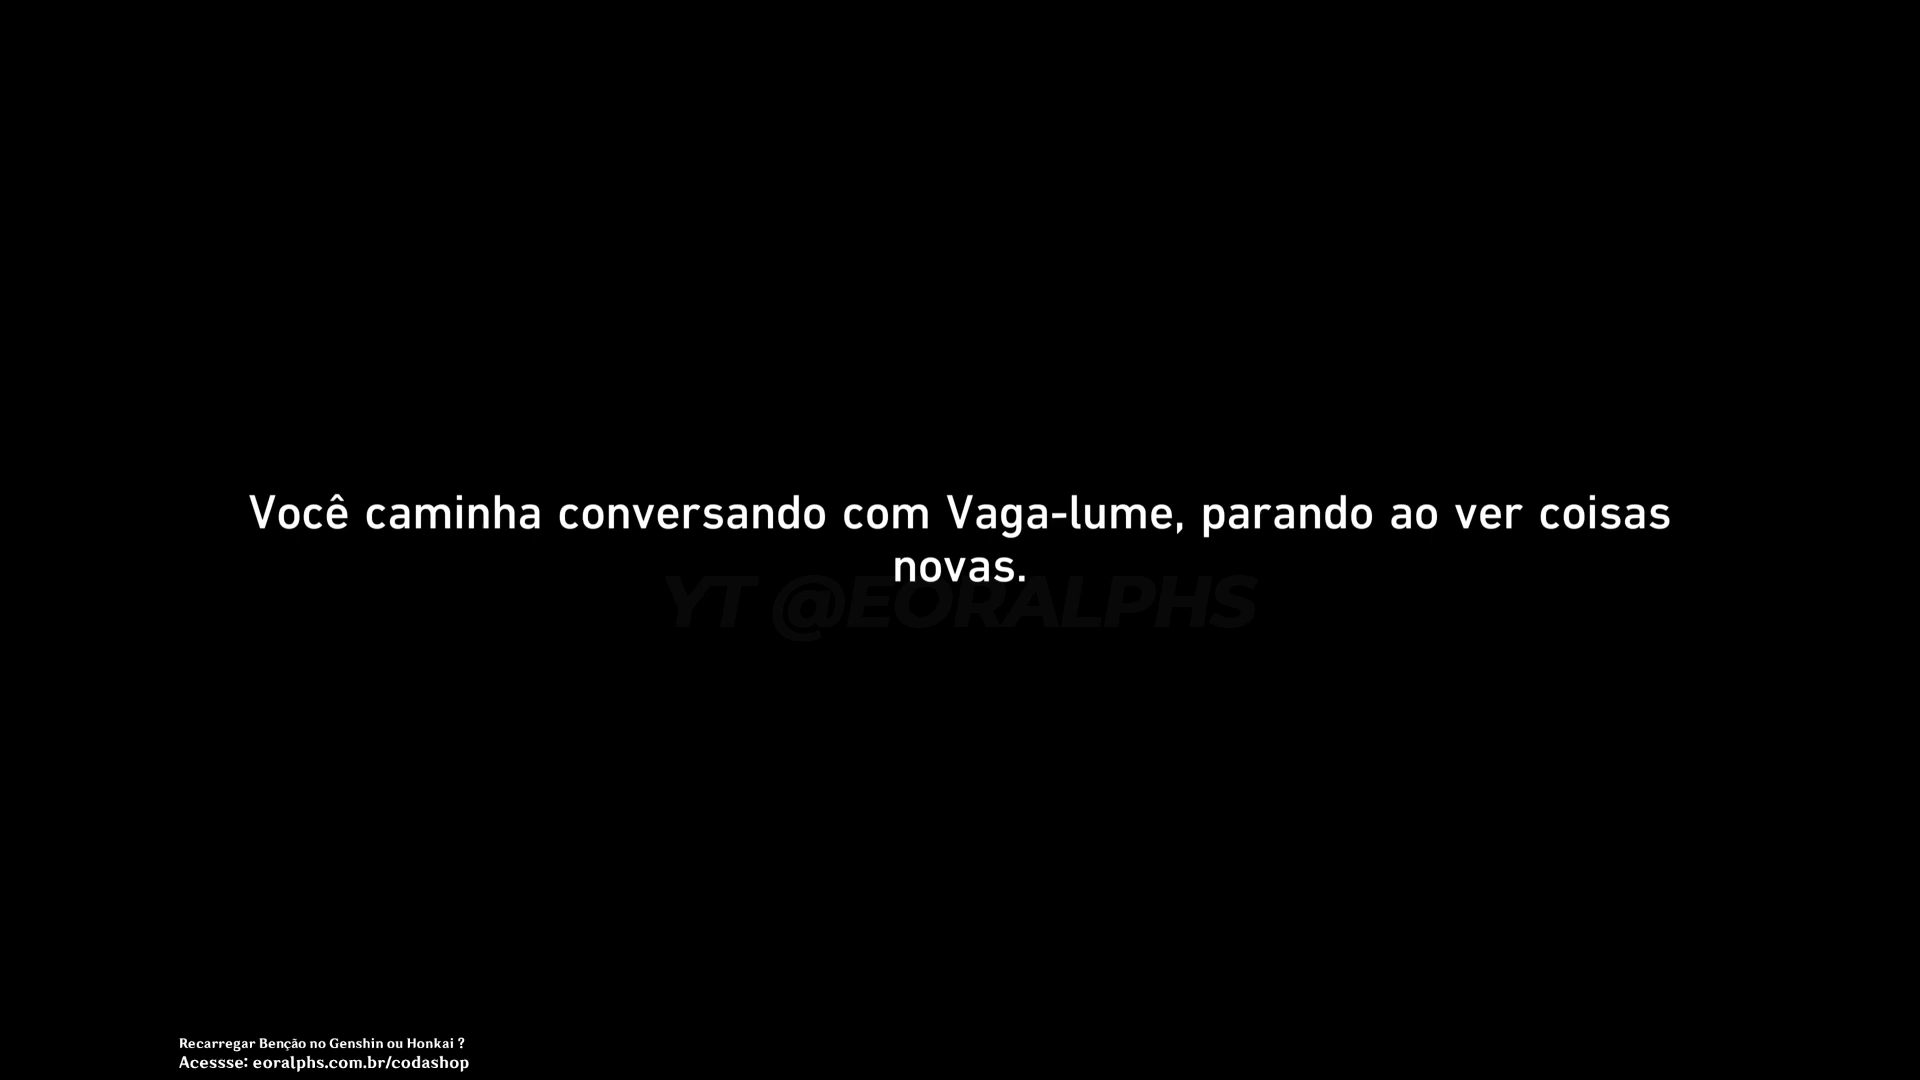 Você caminha conversando com Vaga-lume, parando ao ver coisas
novas.
YT @EORALPHS
Recarregar Benção no Genshin ou Honkai ?
Acessse: eoralphs.com.br/codashop